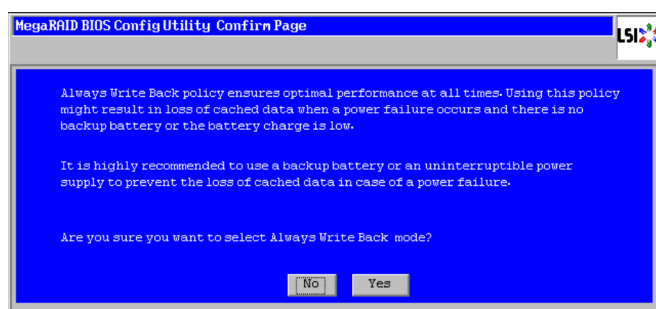 MegaRAID BIOS Config Utility Confirm Page
LSI
Always Write Back policy ensures optimal performance at all times. Using this policy
might result in loss of cached data when a power failure occurs and there is no
backup battery or the battery charge is low.
It is highly recommended to use a backup battery or an uninterruptible power
supply to prevent the loss of cached data in case of a power failure.
Are you sure you want to select Always Write Back mode?
No
Yes